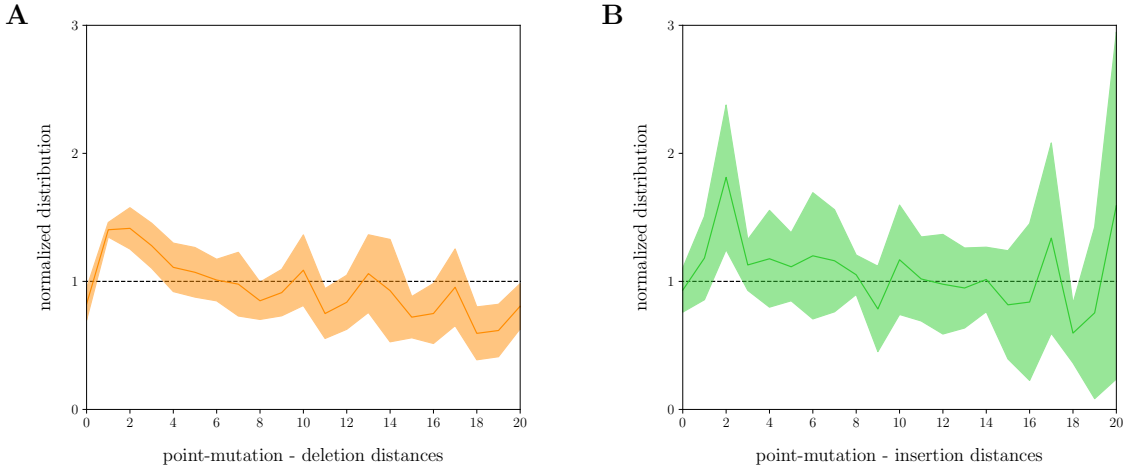 A
3
2
1
0
normalized distribution
0 2 4 6 8 10 12 14 16 18 20
point-mutation - deletion distances
B
3
2
1
0
normalized distribution
0 2 4 6 8 10 12 14 16 18 20
point-mutation - insertion distances